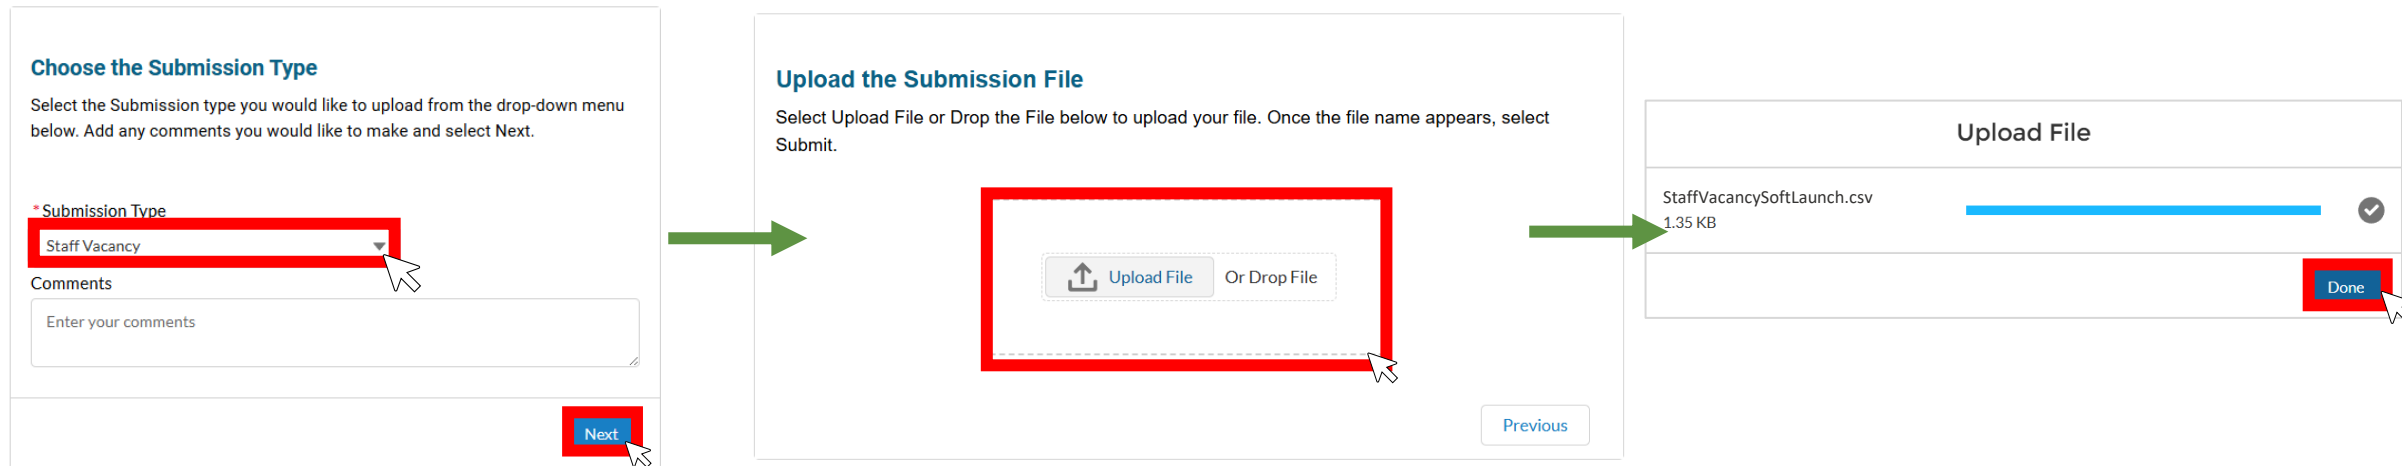 Choose the Submission Type
Select the Submission type you would like to upload from the drop-down menu
below. Add any comments you would like to make and select Next.
* Submission Type
Staff Vacancy
Comments
Enter your comments
Next
Upload the Submission File
Select Upload File or Drop the File below to upload your file. Once the file name appears, select
Submit.
Upload File Or Drop File
Previous
Upload File
StaffVacancySoftLaunch.csv
1.35 KB
Done